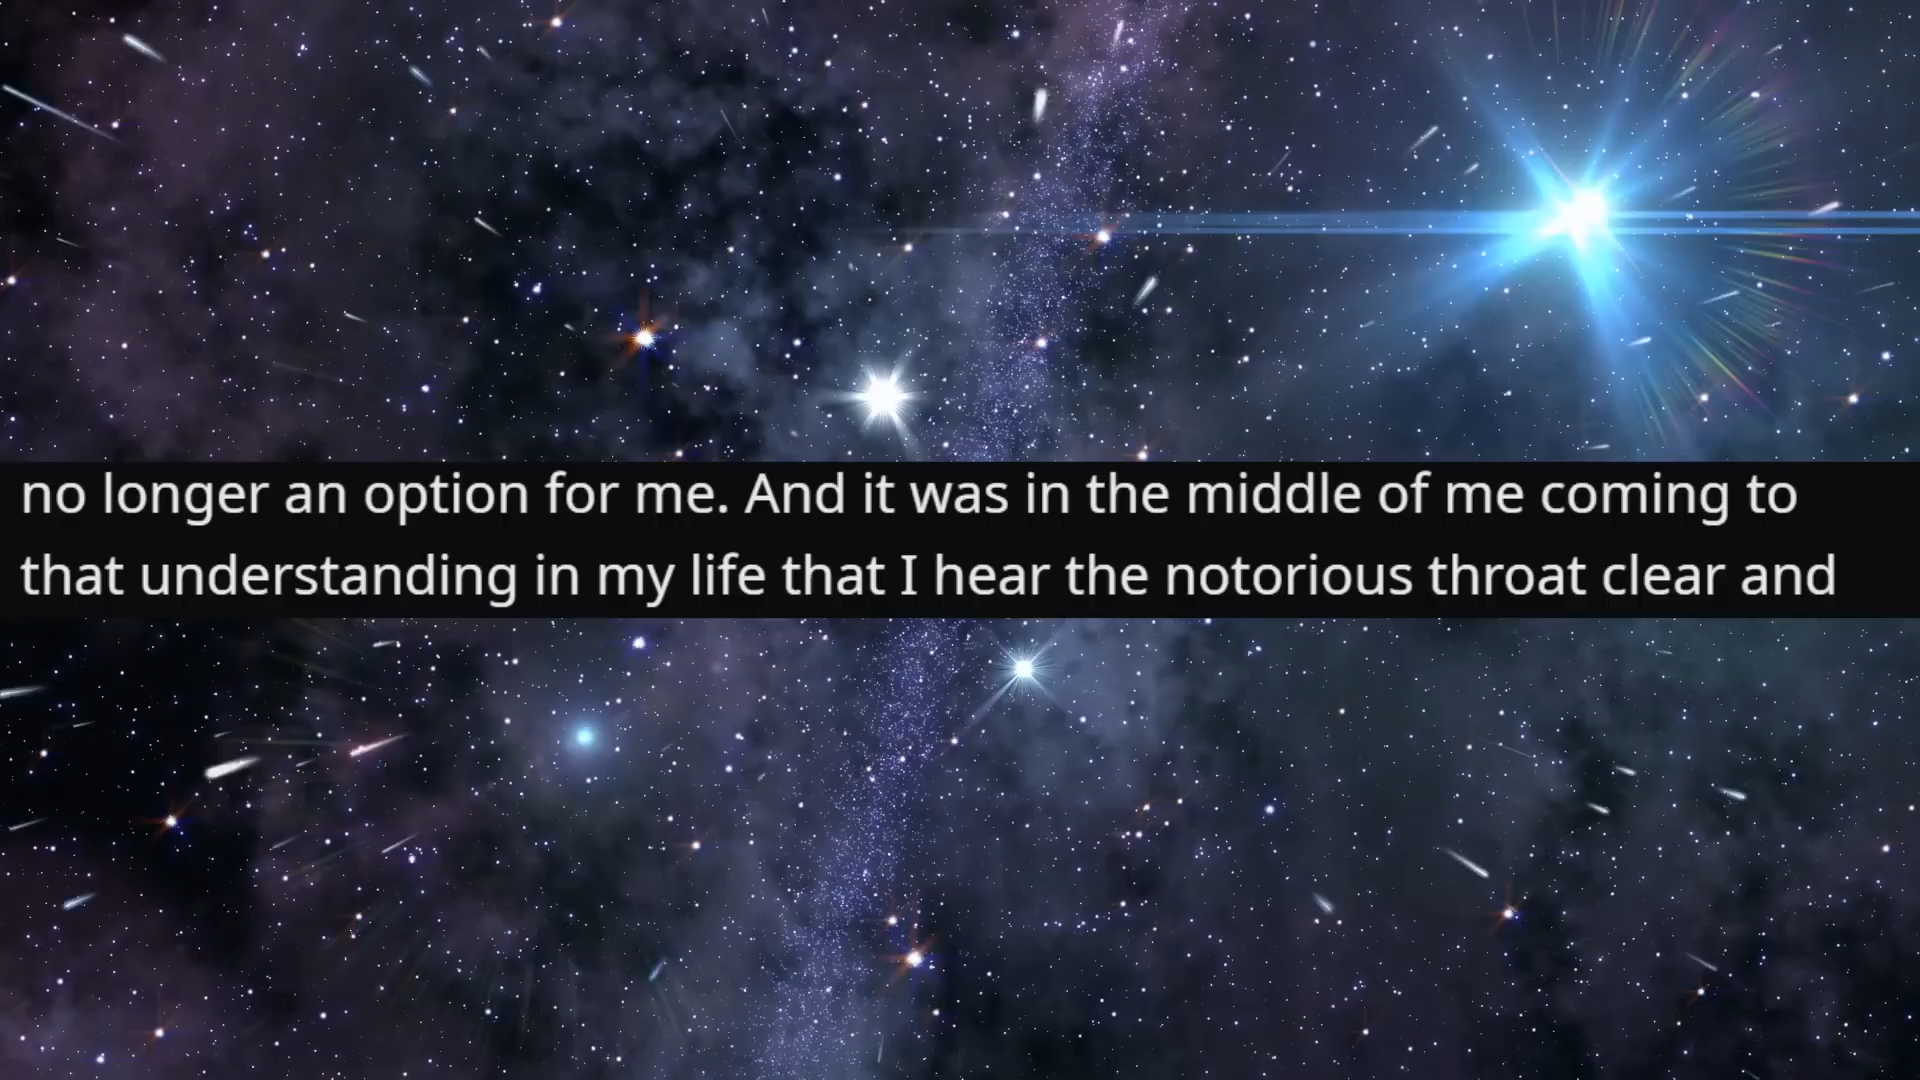 no longer an option for me. And it was in the middle of me coming to
that understanding in my life that I hear the notorious throat clear and